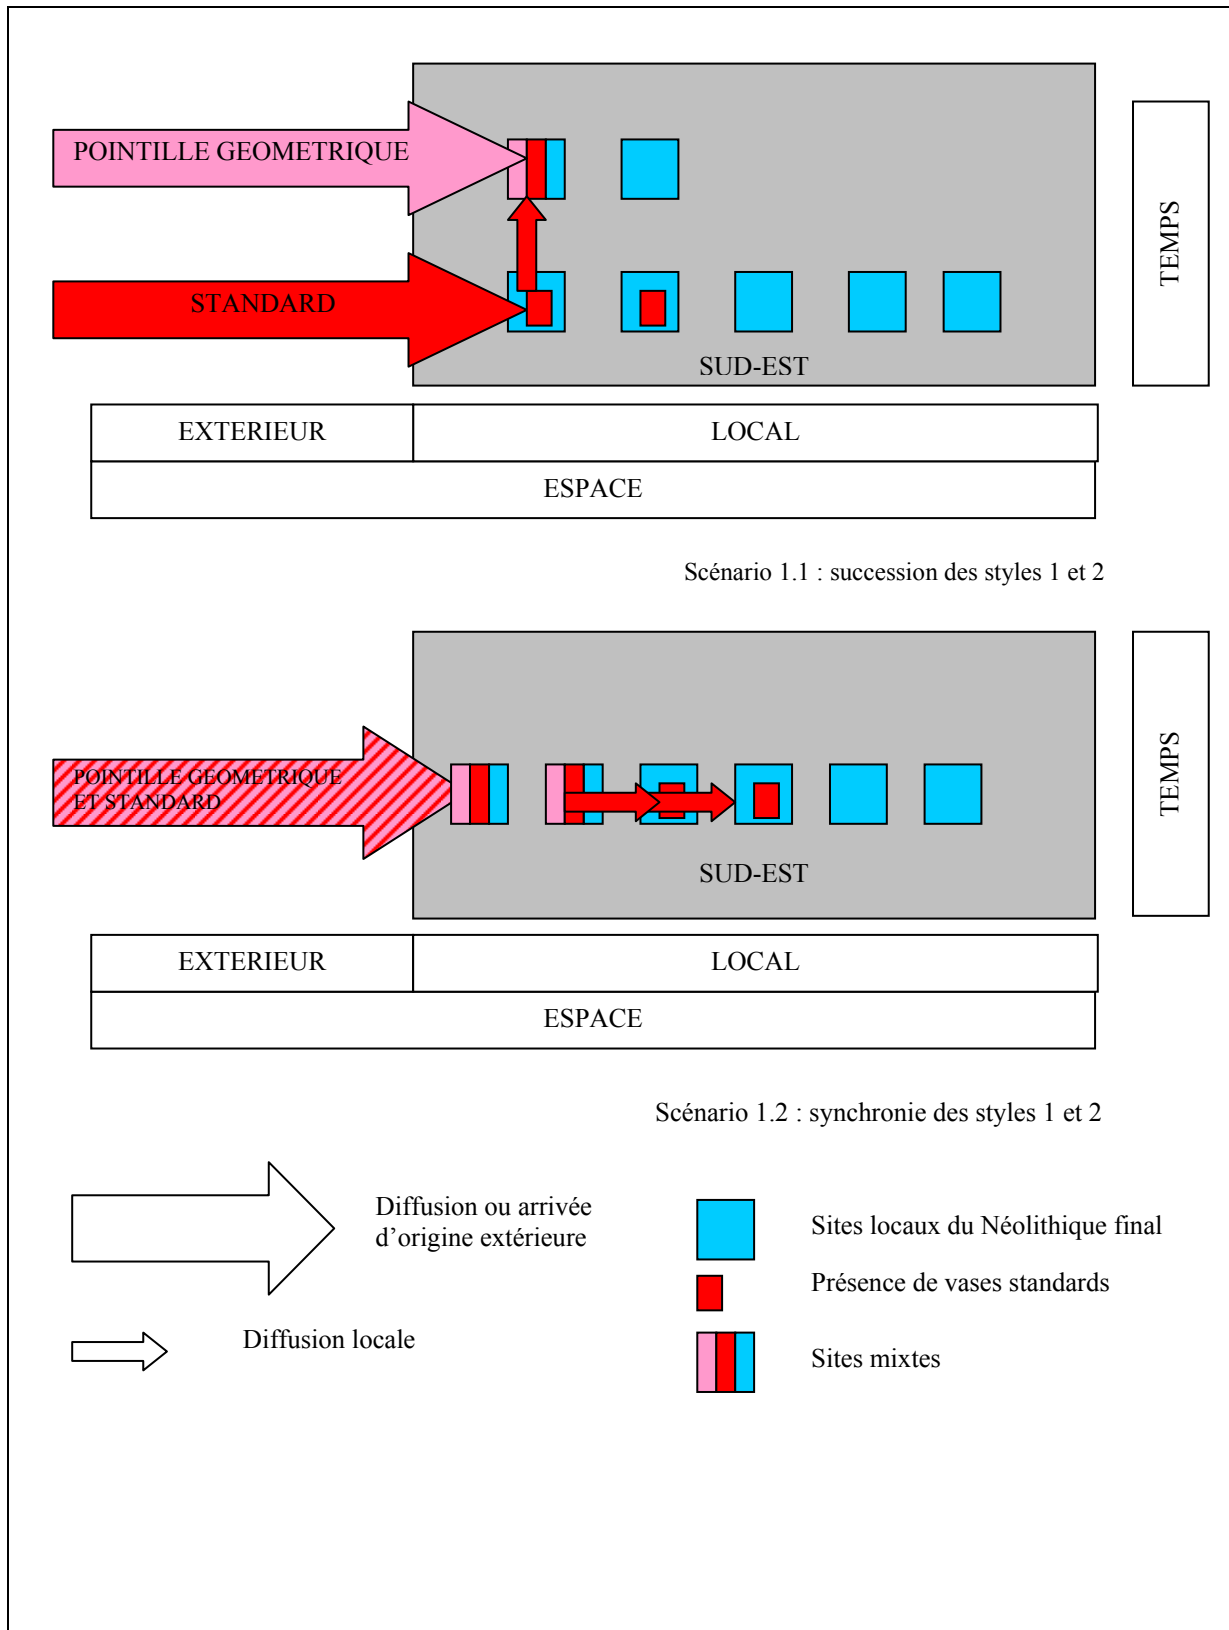 POINTILLE GEOMETRIQUE
STANDARD
SUD-EST
TEMPS
EXTERIEUR
LOCAL
ESPACE
Scénario 1.1 : succession des styles 1 et 2
POINTILLE GEOMETRIQUE
ET STANDARD
SUD-EST
TEMPS
EXTERIEUR
LOCAL
ESPACE
Scénario 1.2 : synchronie des styles 1 et 2
Diffusion ou arrivée
d’origine extérieure
Diffusion locale
Sites locaux du Néolithique final
Présence de vases standards
Sites mixtes